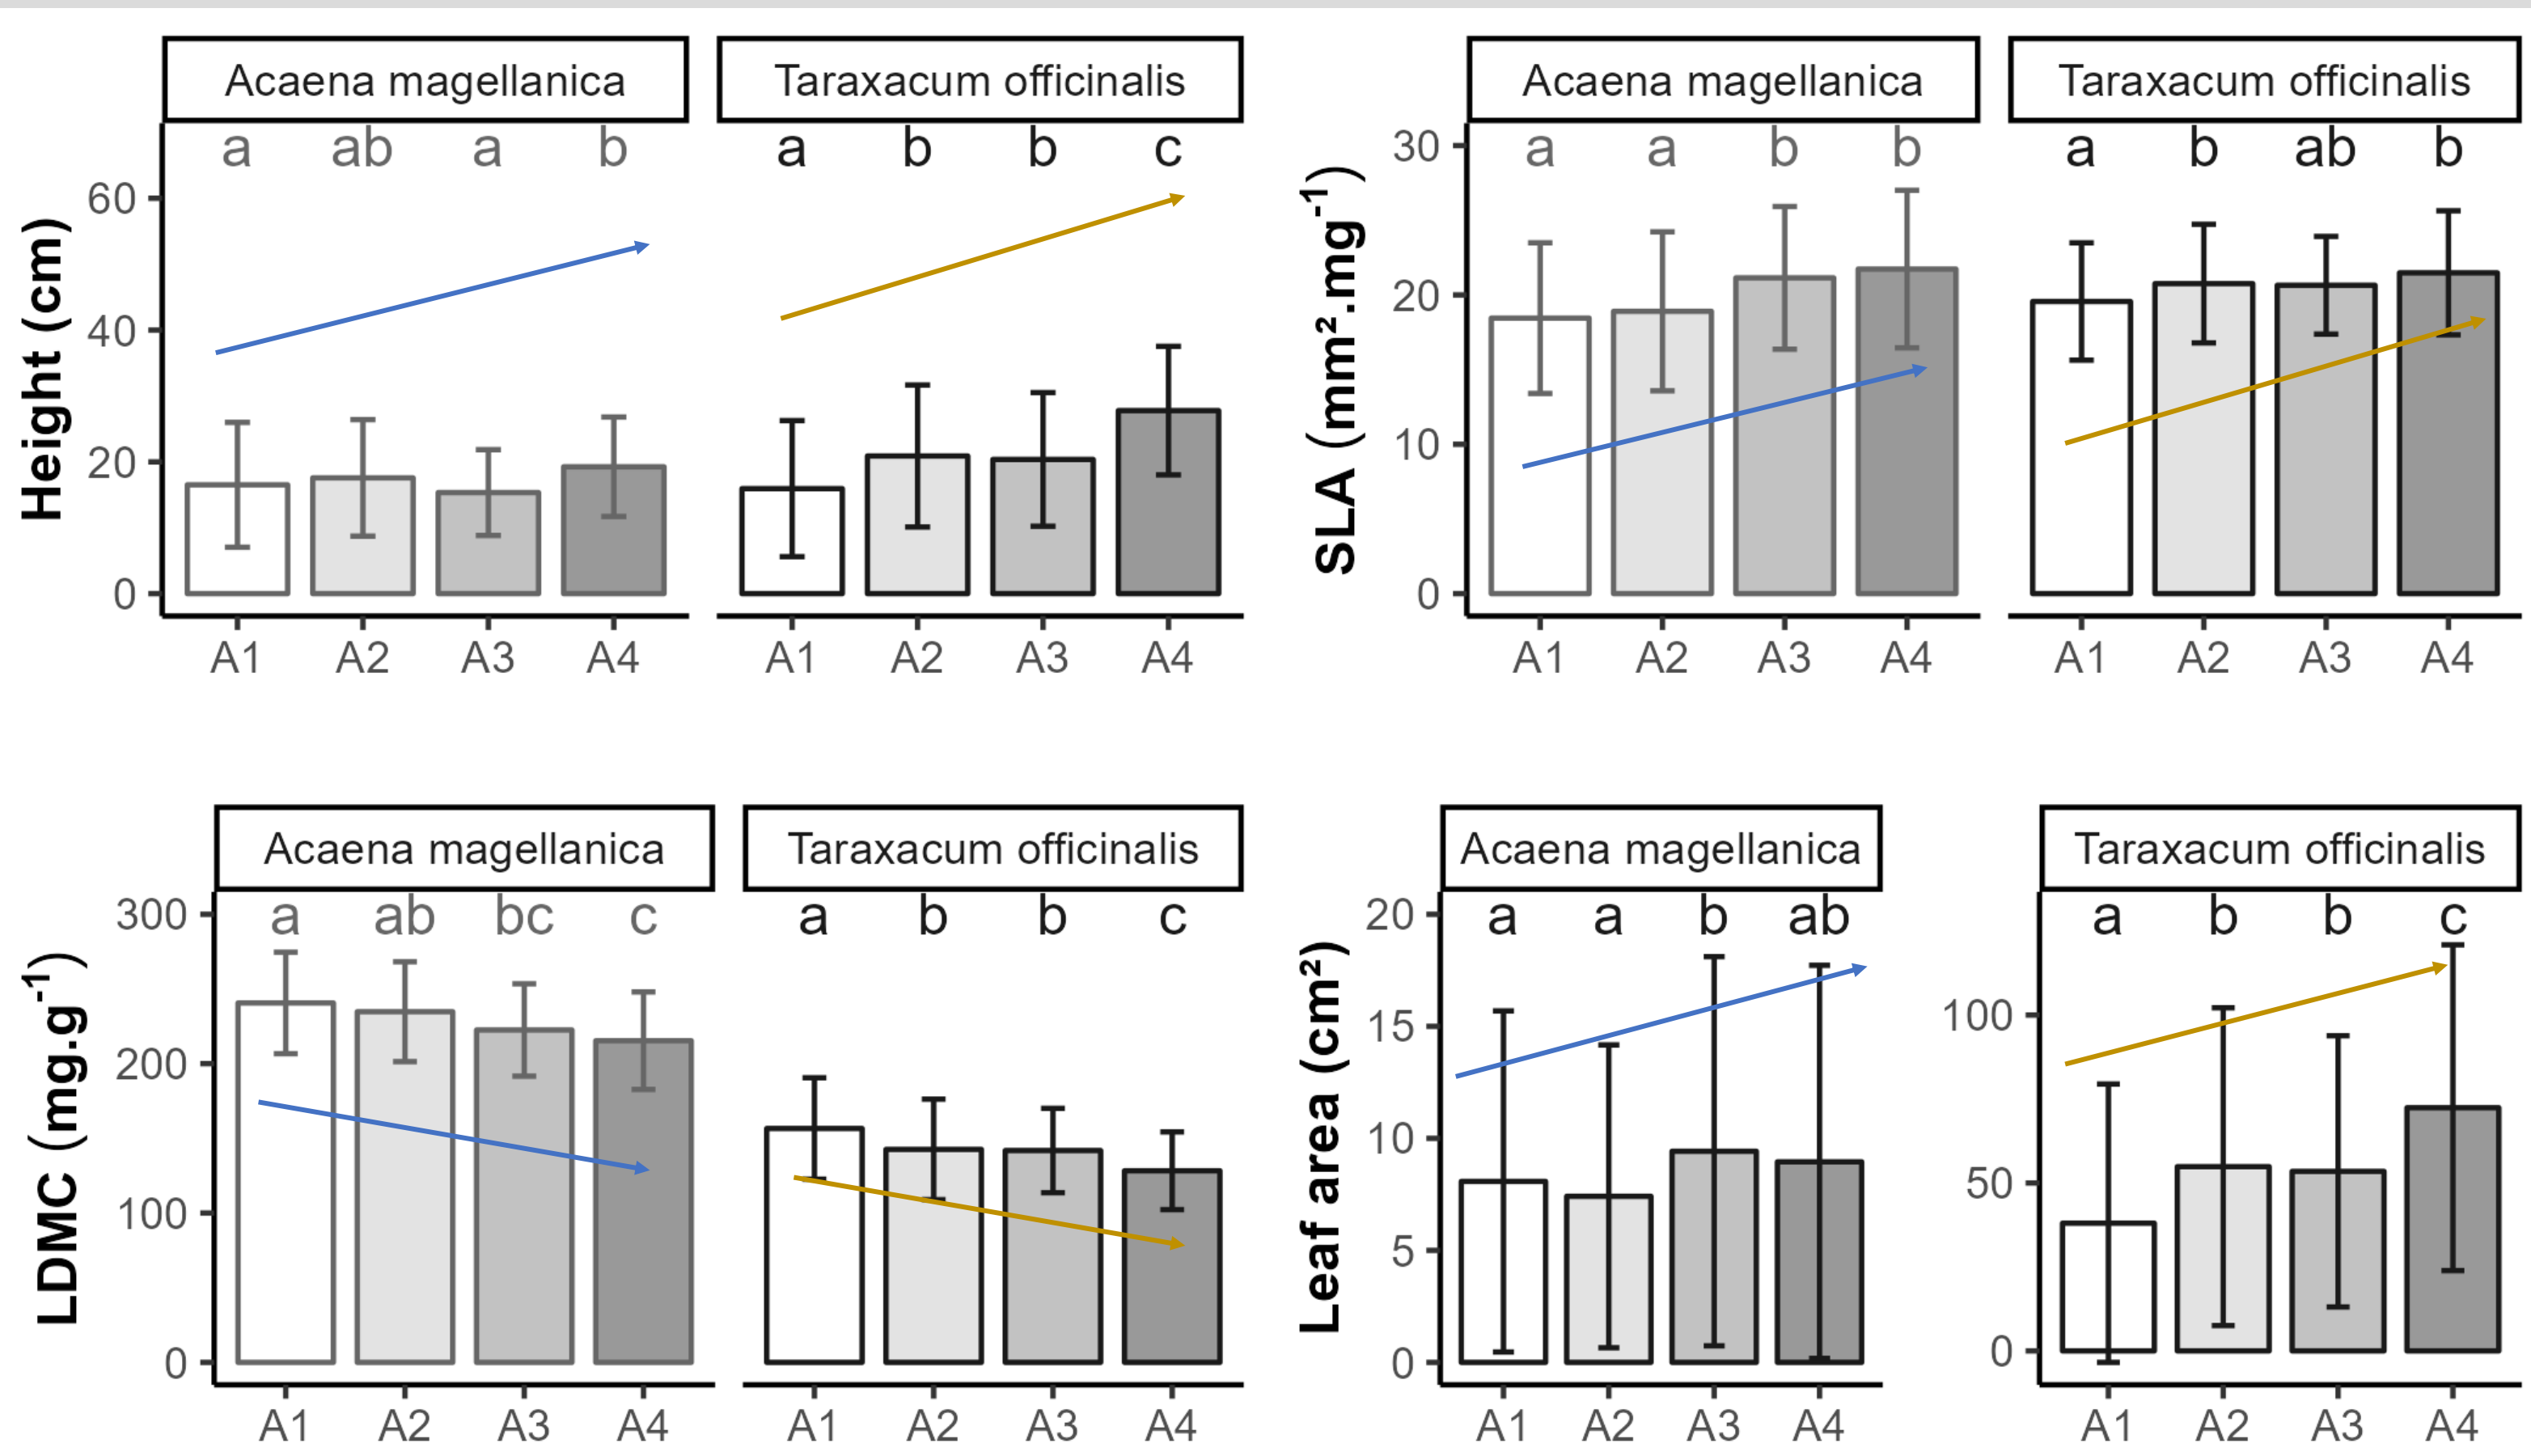 Acaena magellanica
Taraxacum officinalis
a ab a b
a b b c
Height (cm)
60
40
20
0
A1 A2 A3 A4
A1 A2 A3 A4
Acaena magellanica
Taraxacum officinalis
a a b b
a b ab b
SLA (mm².mg⁻¹)
30
20
10
0
A1 A2 A3 A4
A1 A2 A3 A4
Acaena magellanica
Taraxacum officinalis
a ab bc c
a b b c
LDMC (mg.g⁻¹)
300
200
100
0
A1 A2 A3 A4
A1 A2 A3 A4
Acaena magellanica
a a b ab
Leaf area (cm²)
20
15
10
5
0
A1 A2 A3 A4
Taraxacum officinalis
a b b c
100
50
0
A1 A2 A3 A4